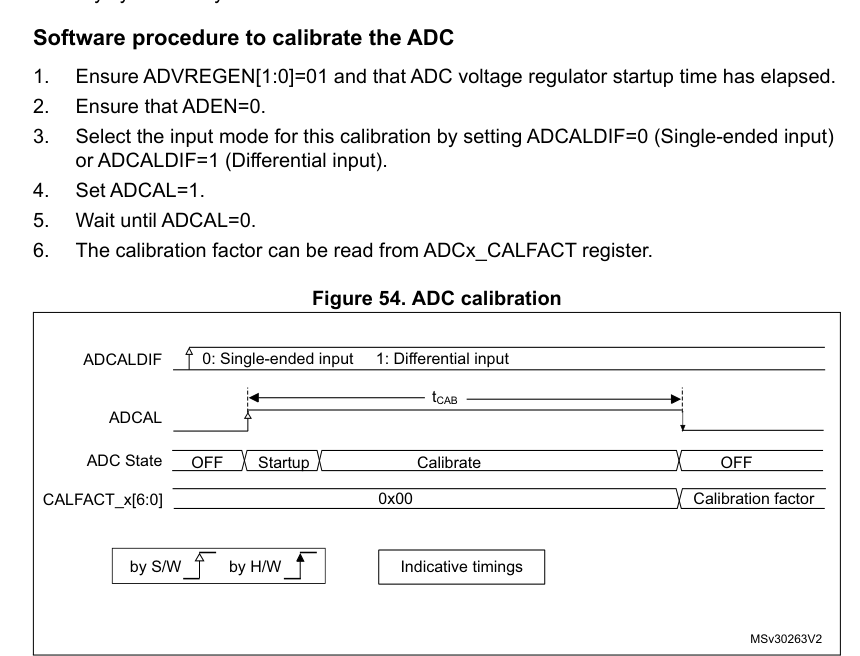 Software procedure to calibrate the ADC
1. Ensure ADVREGEN[1:0]=01 and that ADC voltage regulator startup time has elapsed.
2. Ensure that ADEN=0.
3. Select the input mode for this calibration by setting ADCALDIF=0 (Single-ended input)
or ADCALDIF=1 (Differential input).
4. Set ADCAL=1.
5. Wait until ADCAL=0.
6. The calibration factor can be read from ADCx_CALFACT register.
Figure 54. ADC calibration
ADCALDIF 0: Single-ended input 1: Differential input
tCAB
ADCAL
ADC State OFF Startup Calibrate OFF
CALFACT_x[6:0] 0x00 Calibration factor
by S/W by H/W Indicative timings
MSv30263V2